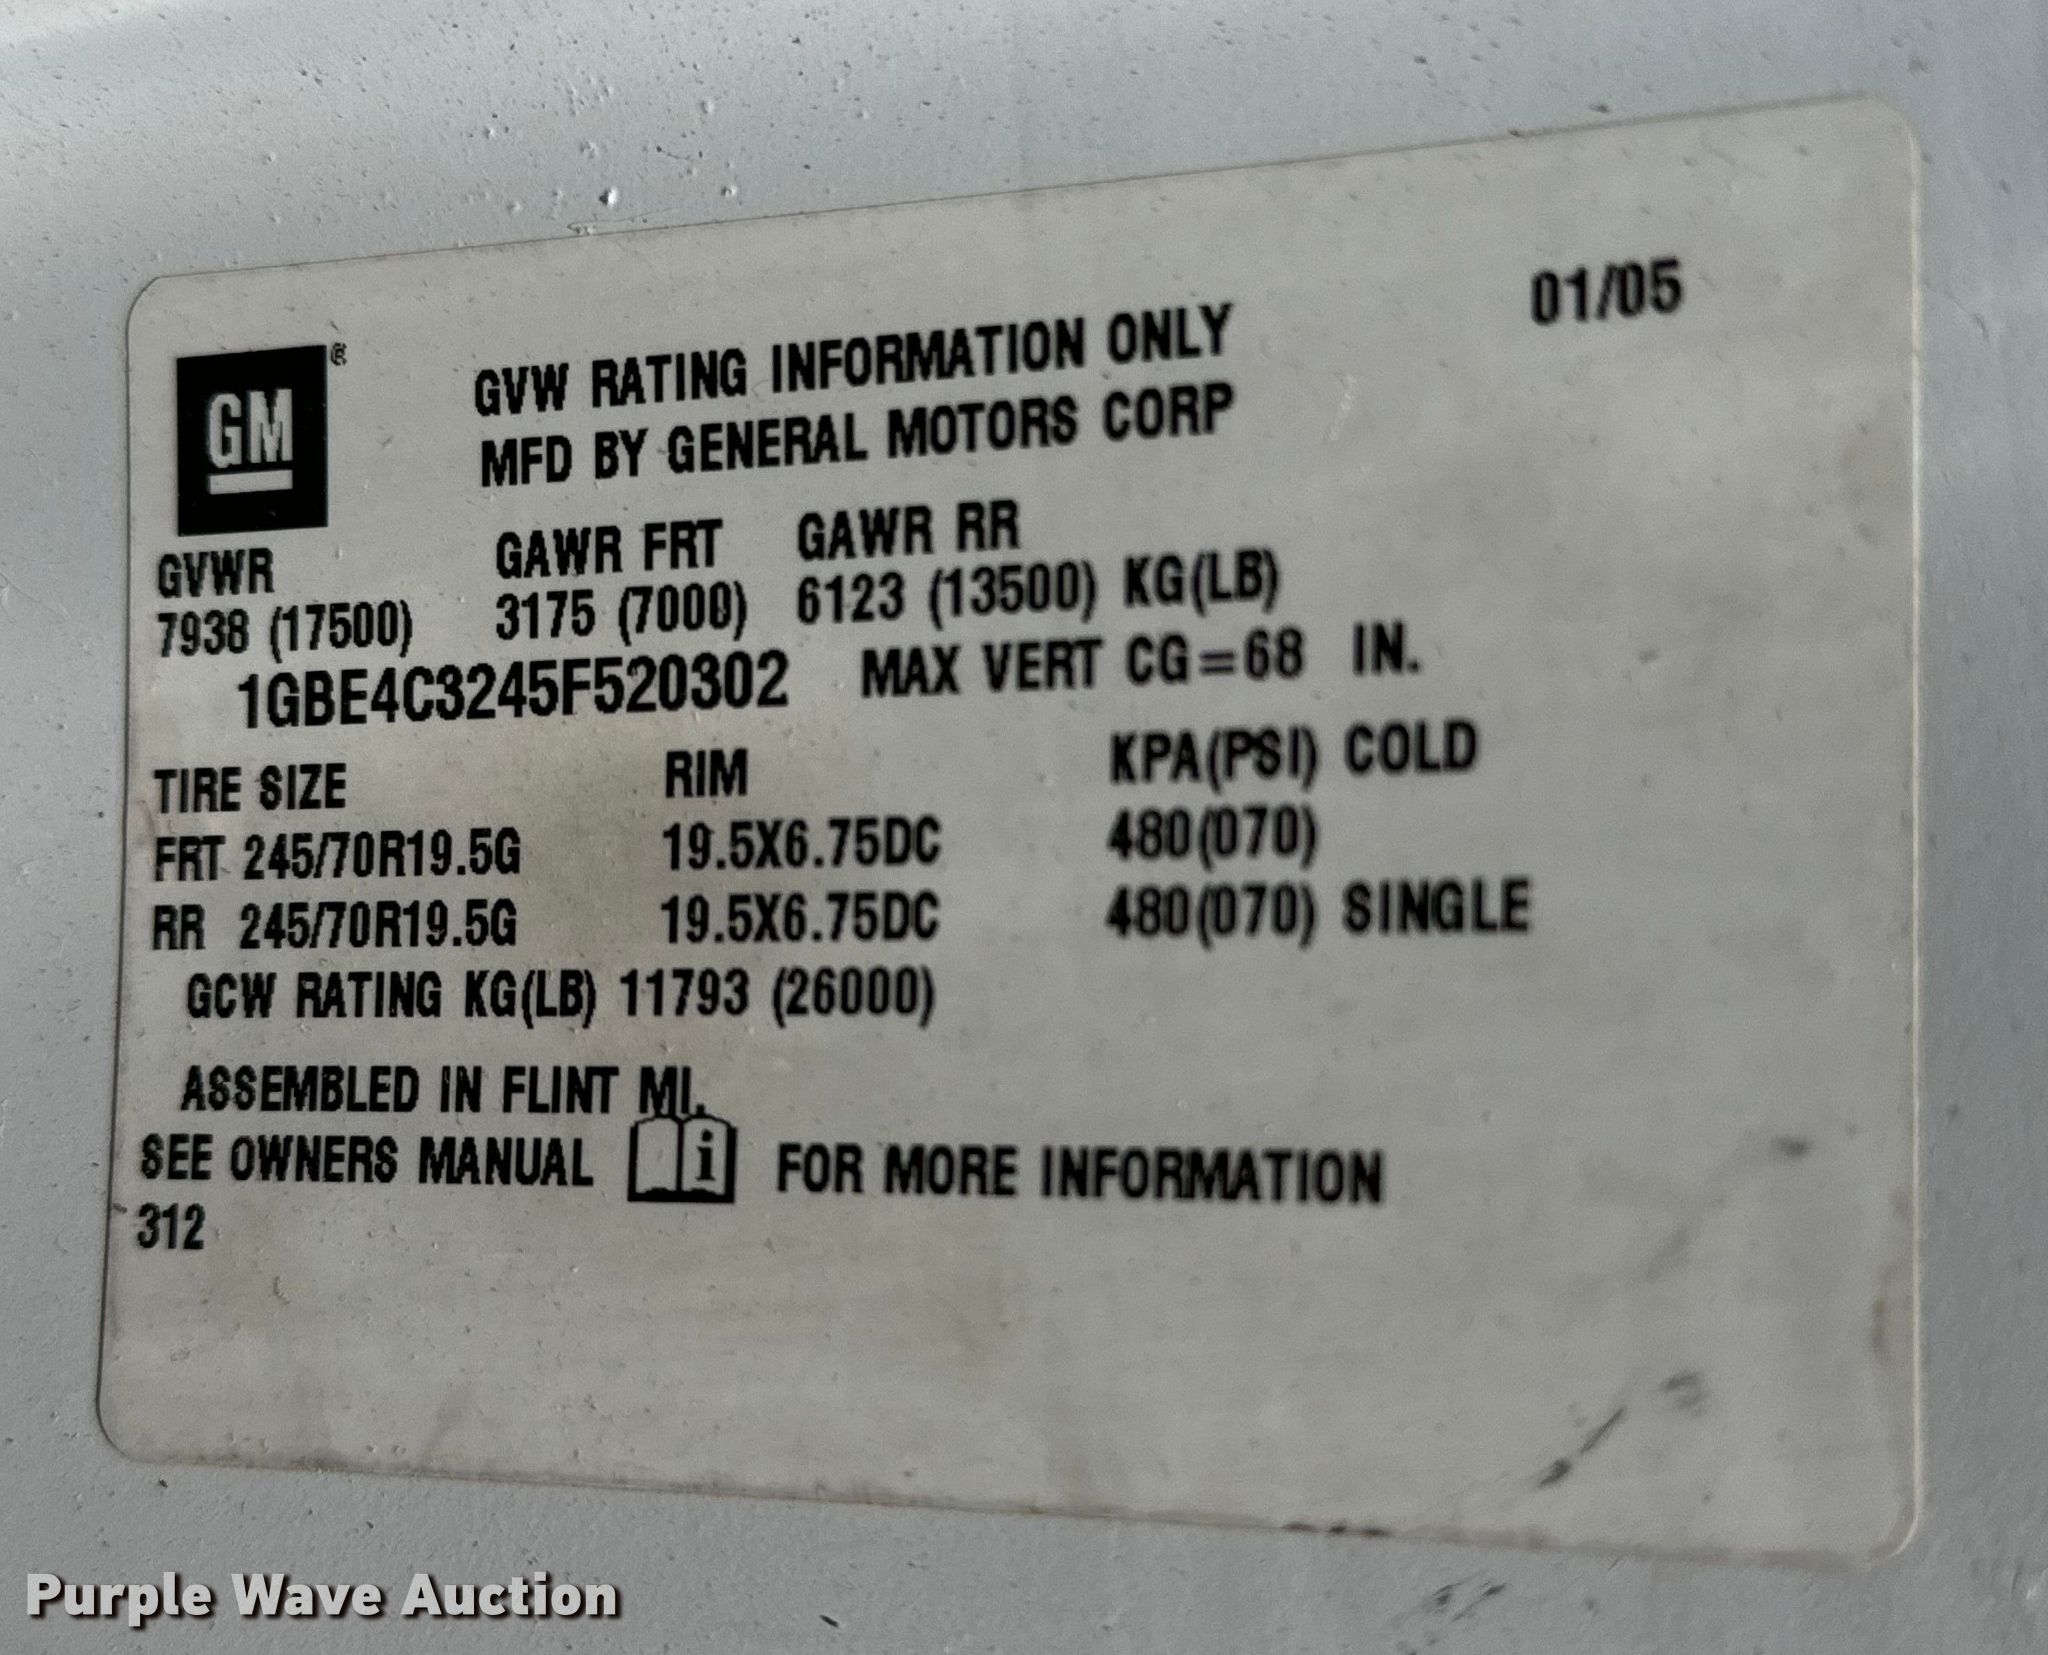 01/05
GM ®
GVW RATING INFORMATION ONLY
MFD BY GENERAL MOTORS CORP
GVWR GAWR FRT GAWR RR
7938 (17500) 3175 (7000) 6123 (13500) KG(LB)
1GBE4C3245F520302 MAX VERT CG=68 IN.
TIRE SIZE RIM KPA(PSI) COLD
FRT 245/70R19.5G 19.5X6.75DC 480(070)
RR 245/70R19.5G 19.5X6.75DC 480(070) SINGLE
GCW RATING KG(LB) 11793 (26000)
ASSEMBLED IN FLINT MI.
SEE OWNERS MANUAL i FOR MORE INFORMATION
312
Purple Wave Auction